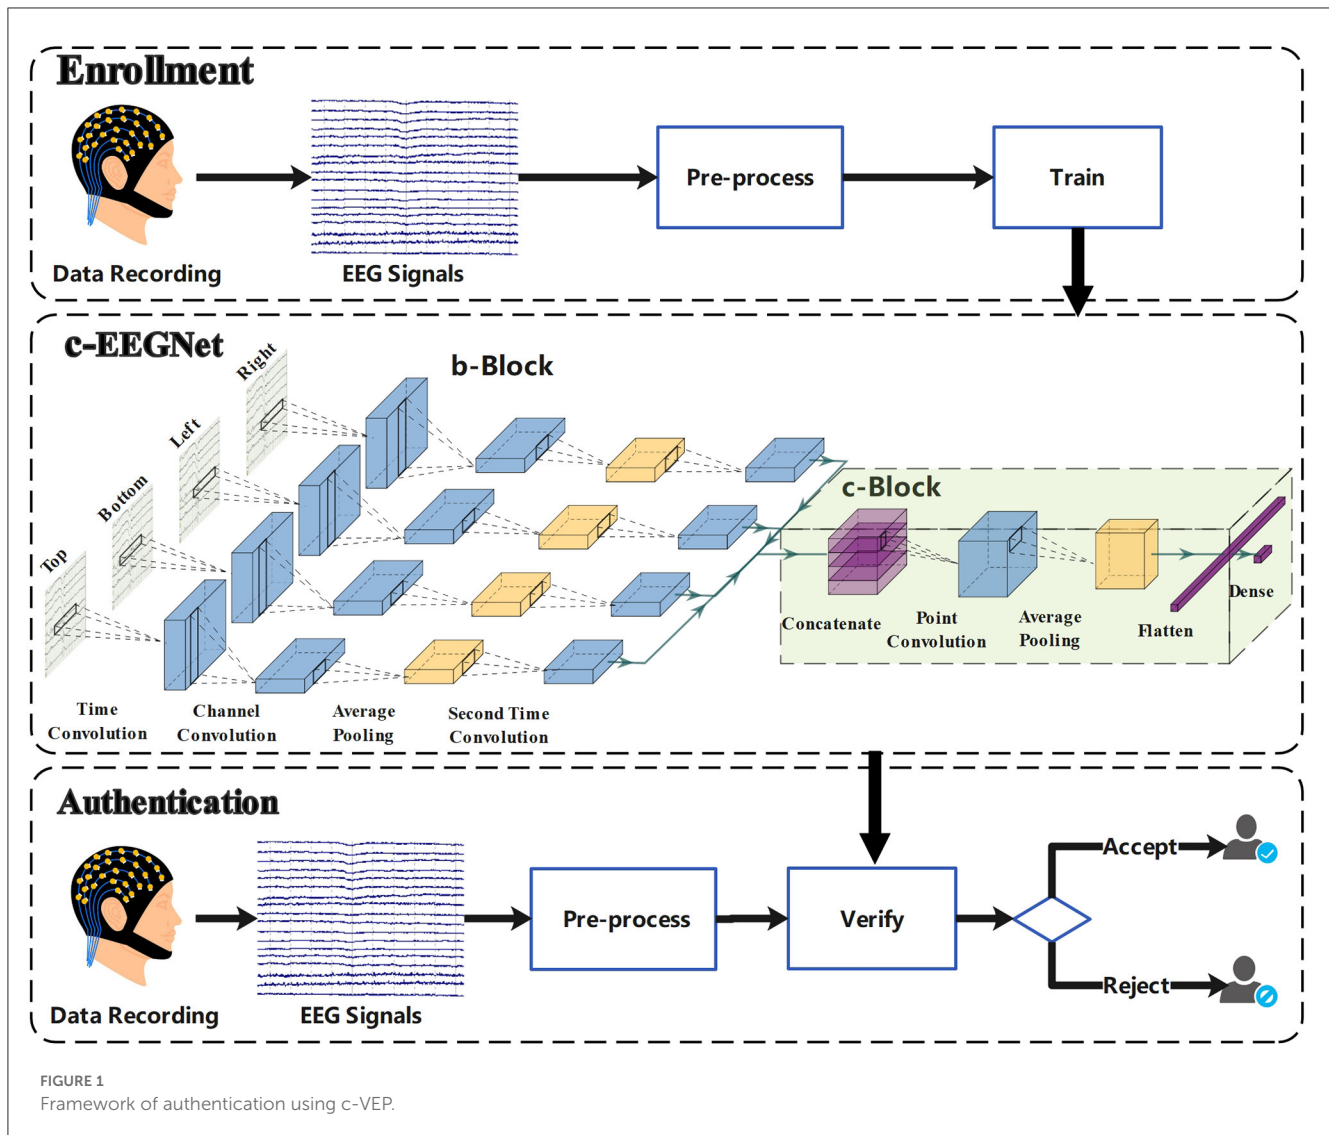 Enrollment
Data Recording
EEG Signals
Pre-process
Train
c-EEGNet
b-Block
Right
Left
Bottom
Top
c-Block
Concatenate
Point
Convolution
Average
Pooling
Flatten
Dense
Time
Convolution
Channel
Convolution
Average
Pooling
Second Time
Convolution
Authentication
Data Recording
EEG Signals
Pre-process
Verify
Accept
Reject
FIGURE 1
Framework of authentication using c-VEP.